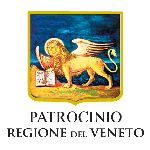 PATROCINIO
REGIONE DEL VENETO